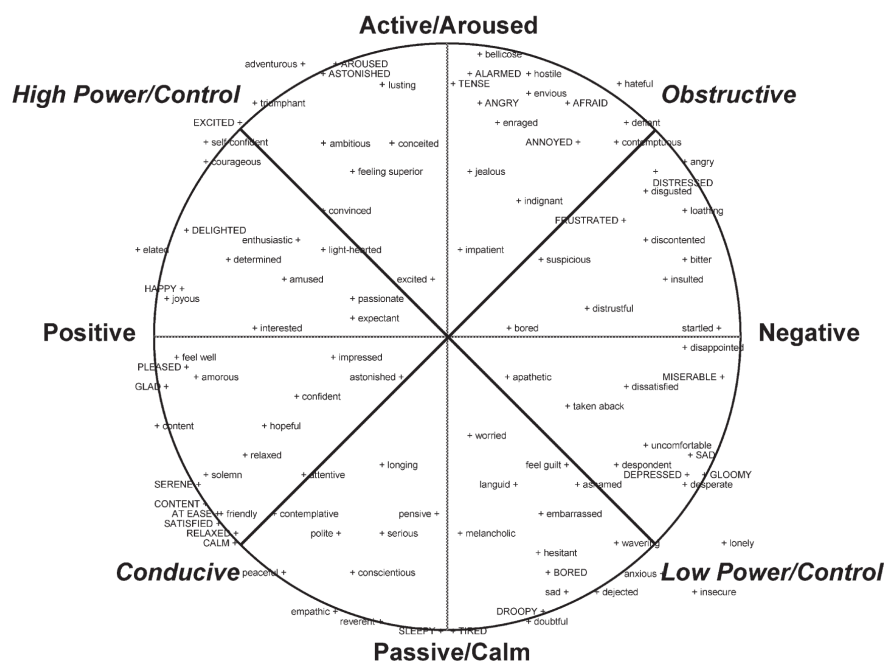 Active/Aroused
+ bellicose
adventurous +
+ AROUSED
+ ASTONISHED
+ ALARMED
+ hostile
+ TENSE
+ lusting
+ hateful
High Power/Control
+ envious
Obstructive
+ triumphant
+ ANGRY
+ AFRAID
EXCITED +
+ enraged
+ defiant
+ self-confident
+ ambitious
+ conceited
ANNOYED +
+ contemptuous
+ courageous
+ angry
+ feeling superior
+ jealous
+
DISTRESSED
+ disgusted
+ indignant
+ convinced
+ loathing
FRUSTRATED +
+ DELIGHTED
enthusiastic +
+ discontented
+ elated
+ light-hearted
+ impatient
+ determined
+ suspicious
+ bitter
+ amused
excited +
+ insulted
HAPPY +
+ joyous
+ passionate
+ distrustful
+ expectant
Positive
+ interested
+ bored
startled +
Negative
+ disappointed
+ feel well
+ impressed
PLEASED +
+ amorous
astonished +
+ apathetic
MISERABLE +
GLAD +
+ dissatisfied
+ confident
+ taken aback
+ content
+ hopeful
+ worried
+ uncomfortable
+ relaxed
+ SAD
+ longing
feel guilt +
+ despondent
+ solemn
+ attentive
DEPRESSED +
+ GLOOMY
SERENE +
languid +
+ ashamed
+ desperate
CONTENT +
AT EASE +
+ friendly
+ contemplative
pensive +
+ embarrassed
SATISFIED +
RELAXED +
polite +
+ serious
+ melancholic
CALM +
+ wavering
+ lonely
+ hesitant
Conducive
peaceful +
+ conscientious
+ BORED
anxious +
Low Power/Control
sad +
+ dejected
+ insecure
empathic +
DROOPY +
reverent +
+ doubtful
SLEEPY +
+ TIRED
Passive/Calm